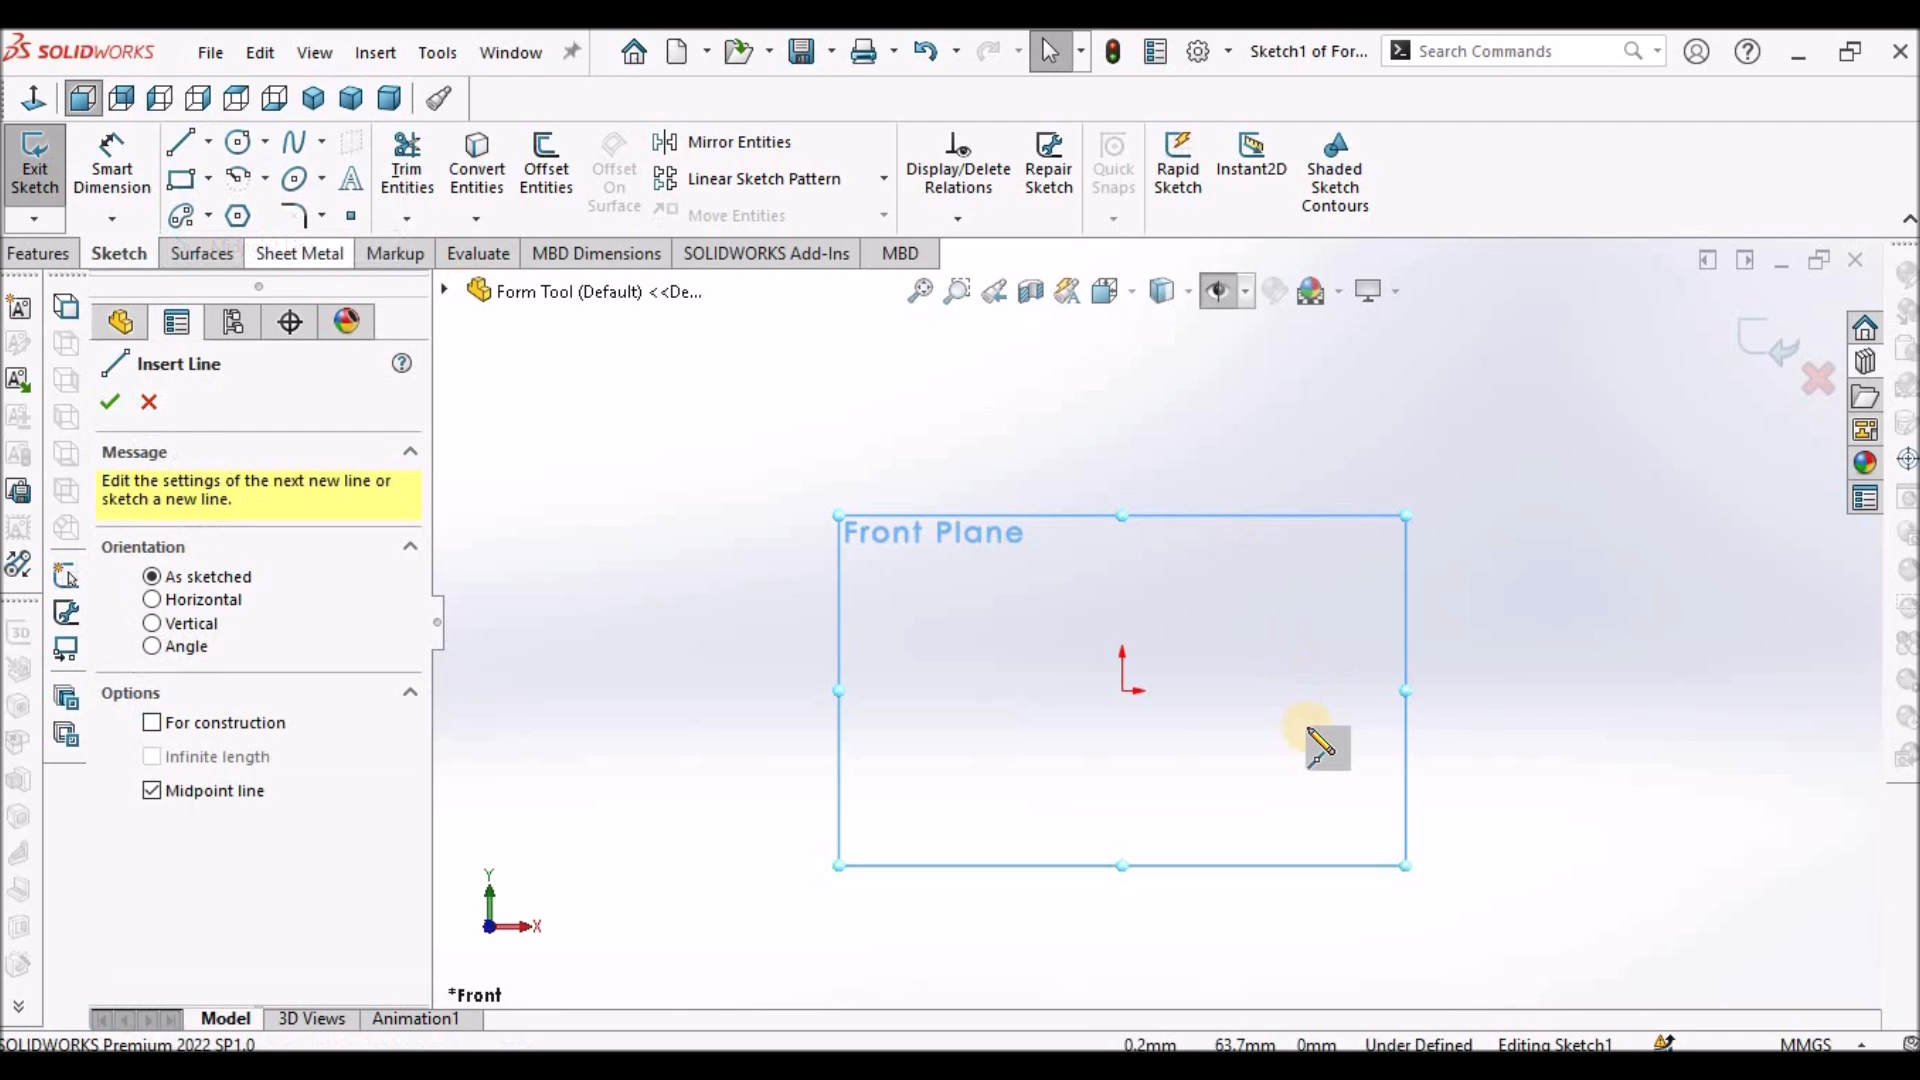 SOLIDWORKS File Edit View Insert Tools Window Sketch1 of For... Search Commands
Exit Sketch
Smart Dimension
Trim Entities
Convert Entities
Offset Entities
Offset On Surface
Mirror Entities
Linear Sketch Pattern
Move Entities
Display/Delete Relations
Repair Sketch
Quick Snaps
Rapid Sketch
Instant2D
Shaded Sketch Contours
Features Sketch Surfaces Sheet Metal Markup Evaluate MBD Dimensions SOLIDWORKS Add-Ins MBD
Form Tool (Default) <<De...
Insert Line
Message
Edit the settings of the next new line or
sketch a new line.
Orientation
As sketched
Horizontal
Vertical
Angle
Options
For construction
Infinite length
Midpoint line
Front Plane
Y
X
*Front
Model 3D Views Animation1
SOLIDWORKS Premium 2022 SP1.0 0.2mm 63.7mm 0mm Under Defined Editing Sketch1 MMGS